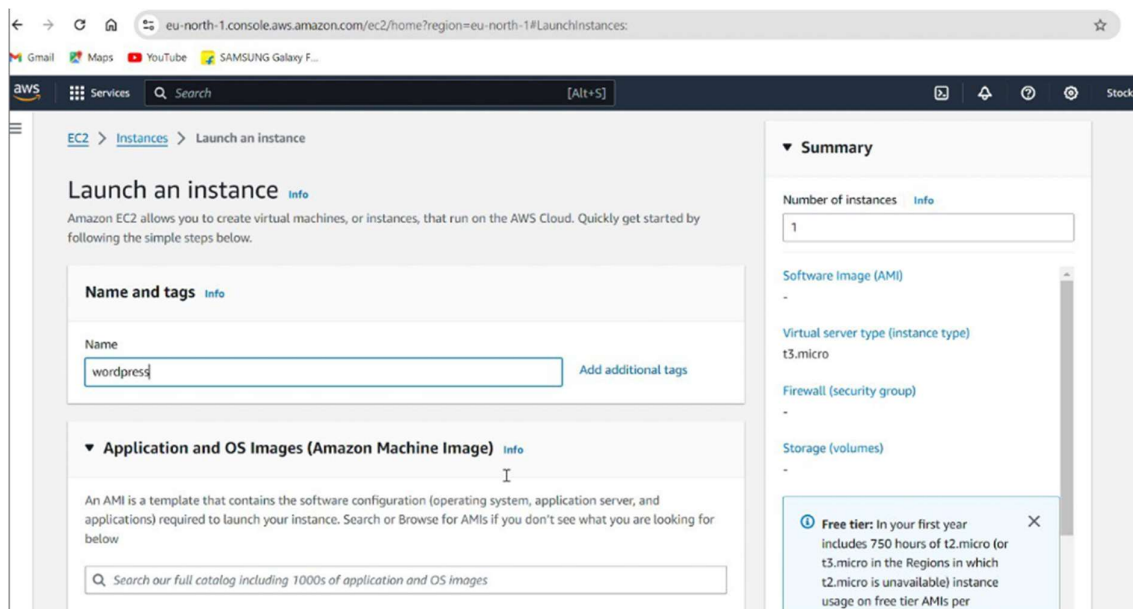 eu-north-1.console.aws.amazon.com/ec2/home?region=eu-north-1#LaunchInstances:
Gmail Maps YouTube SAMSUNG Galaxy F...
aws Services Search [Alt+S] Stock
EC2 > Instances > Launch an instance
Launch an instance Info
Amazon EC2 allows you to create virtual machines, or instances, that run on the AWS Cloud. Quickly get started by
following the simple steps below.
Name and tags Info
Name
wordpress
Add additional tags
Application and OS Images (Amazon Machine Image) Info
An AMI is a template that contains the software configuration (operating system, application server, and
applications) required to launch your instance. Search or Browse for AMIs if you don't see what you are looking for
below
Search our full catalog including 1000s of application and OS images
Summary
Number of instances Info
1
Software Image (AMI)
-
Virtual server type (instance type)
t3.micro
Firewall (security group)
-
Storage (volumes)
-
Free tier: In your first year
includes 750 hours of t2.micro (or
t3.micro in the Regions in which
t2.micro is unavailable) instance
usage on free tier AMIs per